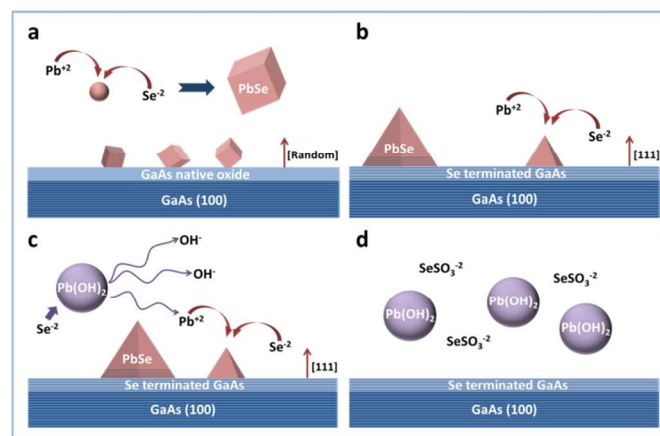 a
Pb+2
Se-2
PbSe
[Random]
GaAs native oxide
GaAs (100)
b
Pb+2
Se-2
PbSe
[111]
Se terminated GaAs
GaAs (100)
c
OH-
OH-
Pb(OH)2
Se-2
Pb+2
Se-2
PbSe
[111]
Se terminated GaAs
GaAs (100)
d
SeSO3-2
SeSO3-2
Pb(OH)2
Pb(OH)2
Pb(OH)2
SeSO3-2
Se terminated GaAs
GaAs (100)